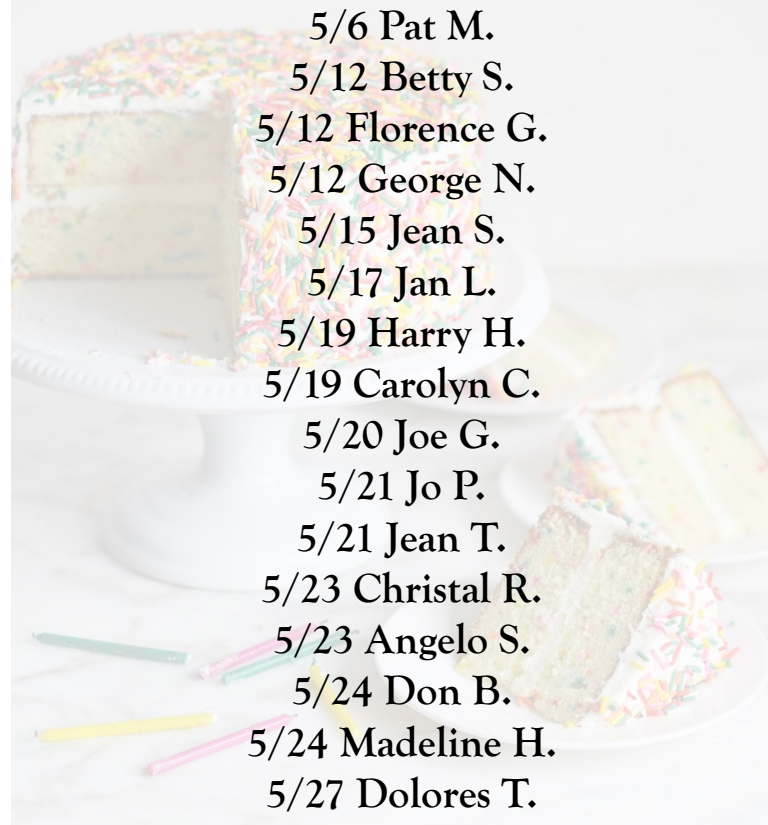 5/6 Pat M.
5/12 Betty S.
5/12 Florence G.
5/12 George N.
5/15 Jean S.
5/17 Jan L.
5/19 Harry H.
5/19 Carolyn C.
5/20 Joe G.
5/21 Jo P.
5/21 Jean T.
5/23 Christal R.
5/23 Angelo S.
5/24 Don B.
5/24 Madeline H.
5/27 Dolores T.